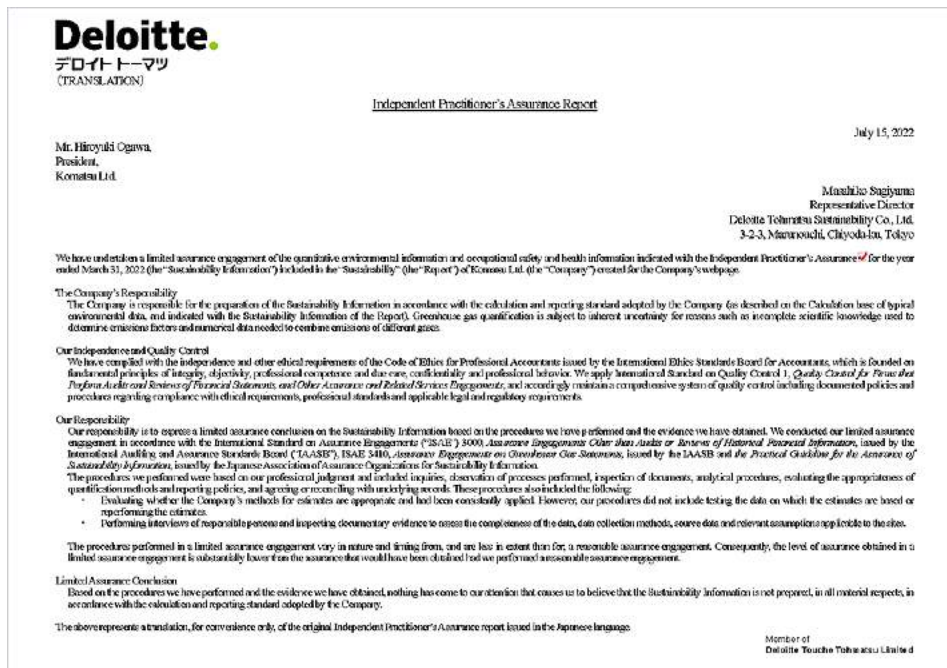 Deloitte.
デロイト トーマツ
(TRANSLATION)
Independent Practitioner's Assurance Report
July 15, 2022
Mr. Hiroyuki Ogawa,
President,
Komatsu Ltd.
Masahiko Sugiyama
Representative Director
Deloitte Tohmatsu Sustainability Co., Ltd.
3-2-3, Marunouchi, Chiyoda-ku, Tokyo
We have undertaken a limited assurance engagement of the quantitative environmental information and occupational safety and health information indicated with the Independent Practitioner's Assurance✔ for the year
ended March 31, 2022 (the "Sustainability Information") included in the "Sustainability" (the "Report") of Komatsu Ltd. (the "Company") created for the Company's webpage.
The Company's Responsibility
The Company is responsible for the preparation of the Sustainability Information in accordance with the calculation and reporting standard adopted by the Company (as described on the Calculation base of typical
environmental data, and indicated with the Sustainability Information of the Report). Greenhouse gas quantification is subject to inherent uncertainty for reasons such as incomplete scientific knowledge used to
determine emissions factors and numerical data needed to combine emissions of different gases.
Our Independence and Quality Control
We have complied with the independence and other ethical requirements of the Code of Ethics for Professional Accountants issued by the International Ethics Standards Board for Accountants, which is founded on
fundamental principles of integrity, objectivity, professional competence and due care, confidentiality and professional behavior. We apply International Standard on Quality Control 1, Quality Control for Firms that
Perform Audits and Reviews of Financial Statements, and Other Assurance and Related Services Engagements, and accordingly maintain a comprehensive system of quality control including documented policies and
procedures regarding compliance with ethical requirements, professional standards and applicable legal and regulatory requirements.
Our Responsibility
Our responsibility is to express a limited assurance conclusion on the Sustainability Information based on the procedures we have performed and the evidence we have obtained. We conducted our limited assurance
engagement in accordance with the International Standard on Assurance Engagements ("ISAE") 3000, Assurance Engagements Other than Audits or Reviews of Historical Financial Information, issued by the
International Auditing and Assurance Standards Board ("IAASB"), ISAE 3410, Assurance Engagements on Greenhouse Gas Statements, issued by the IAASB and the Practical Guideline for the Assurance of
Sustainability Information, issued by the Japanese Association of Assurance Organizations for Sustainability Information.
The procedures we performed were based on our professional judgment and included inquiries, observation of processes performed, inspection of documents, analytical procedures, evaluating the appropriateness of
quantification methods and reporting policies, and agreeing or reconciling with underlying records. These procedures also included the following:
• Evaluating whether the Company's methods for estimates are appropriate and had been consistently applied. However, our procedures did not include testing the data on which the estimates are based or
reperforming the estimates.
• Performing interviews of responsible persons and inspecting documentary evidence to assess the completeness of the data, data collection methods, source data and relevant assumptions applicable to the sites.
The procedures performed in a limited assurance engagement vary in nature and timing from, and are less in extent than for, a reasonable assurance engagement. Consequently, the level of assurance obtained in a
limited assurance engagement is substantially lower than the assurance that would have been obtained had we performed a reasonable assurance engagement.
Limited Assurance Conclusion
Based on the procedures we have performed and the evidence we have obtained, nothing has come to our attention that causes us to believe that the Sustainability Information is not prepared, in all material respects, in
accordance with the calculation and reporting standard adopted by the Company.
The above represents a translation, for convenience only, of the original Independent Practitioner's Assurance report issued in the Japanese language.
Member of
Deloitte Touche Tohmatsu Limited